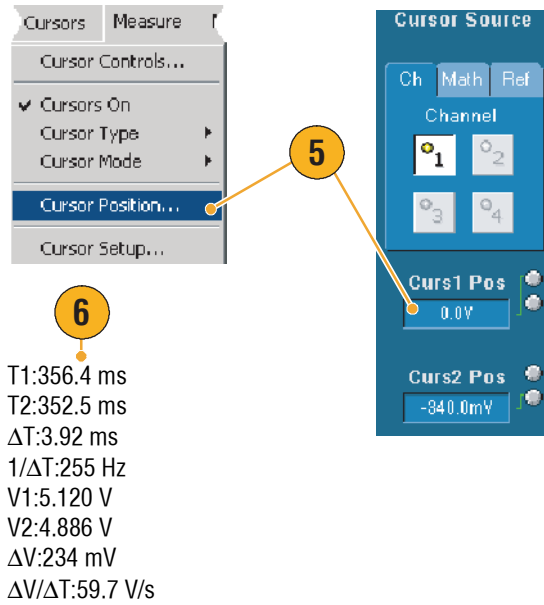 Cursors Measure
Cursor Controls...
Cursors On
Cursor Type
Cursor Mode
Cursor Position...
Cursor Setup...
5
6
T1:356.4 ms
T2:352.5 ms
ΔT:3.92 ms
1/ΔT:255 Hz
V1:5.120 V
V2:4.886 V
ΔV:234 mV
ΔV/ΔT:59.7 V/s
Cursor Source
Ch Math Ref
Channel
1 2
3 4
Curs1 Pos
0.0V
Curs2 Pos
-340.0mV